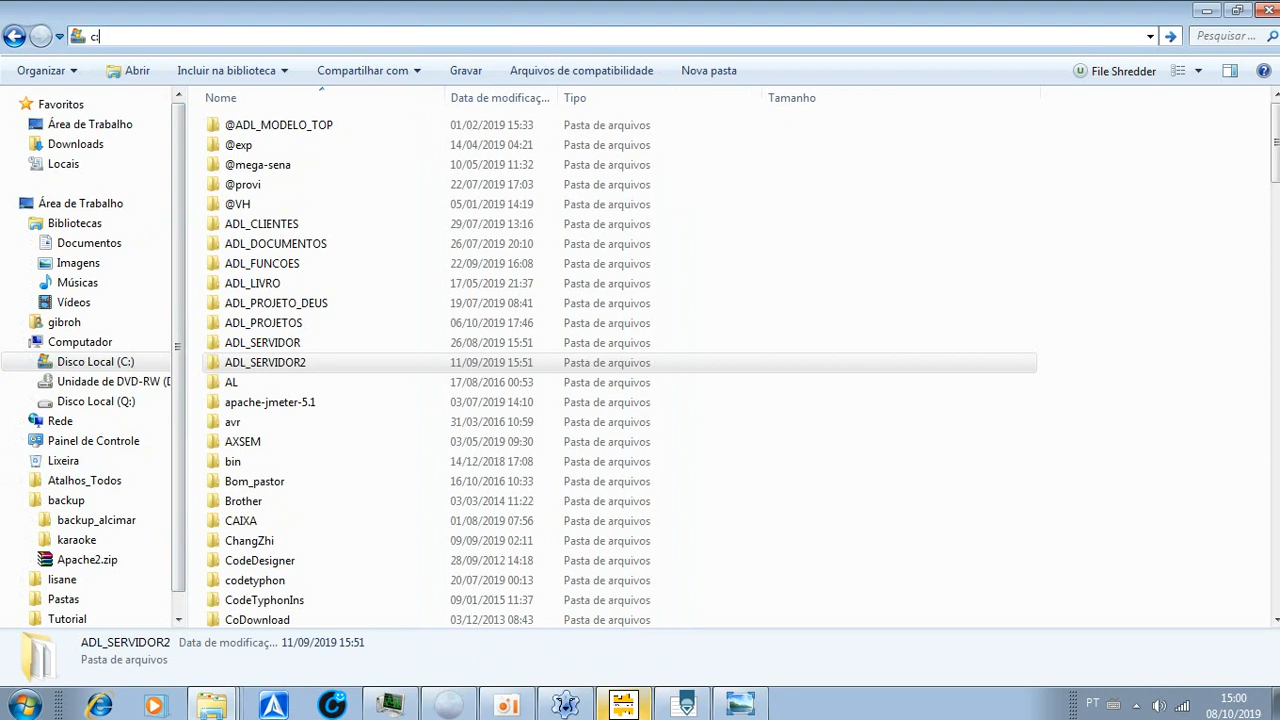 c:
Pesquisar ...
Organizar
Abrir
Incluir na biblioteca
Compartilhar com
Gravar
Arquivos de compatibilidade
Nova pasta
File Shredder
Favoritos
Área de Trabalho
Downloads
Locais
Área de Trabalho
Bibliotecas
Documentos
Imagens
Músicas
Vídeos
gibroh
Computador
Disco Local (C:)
Unidade de DVD-RW (D
Disco Local (Q:)
Rede
Painel de Controle
Lixeira
Atalhos_Todos
backup
backup_alcimar
karaoke
Apache2.zip
lisane
Pastas
Tutorial
Nome Data de modificaç... Tipo Tamanho
@ADL_MODELO_TOP 01/02/2019 15:33 Pasta de arquivos
@exp 14/04/2019 04:21 Pasta de arquivos
@mega-sena 10/05/2019 11:32 Pasta de arquivos
@provi 22/07/2019 17:03 Pasta de arquivos
@VH 05/01/2019 14:19 Pasta de arquivos
ADL_CLIENTES 29/07/2019 13:16 Pasta de arquivos
ADL_DOCUMENTOS 26/07/2019 20:10 Pasta de arquivos
ADL_FUNCOES 22/09/2019 16:08 Pasta de arquivos
ADL_LIVRO 17/05/2019 21:37 Pasta de arquivos
ADL_PROJETO_DEUS 19/07/2019 08:41 Pasta de arquivos
ADL_PROJETOS 06/10/2019 17:46 Pasta de arquivos
ADL_SERVIDOR 26/08/2019 15:51 Pasta de arquivos
ADL_SERVIDOR2 11/09/2019 15:51 Pasta de arquivos
AL 17/08/2016 00:53 Pasta de arquivos
apache-jmeter-5.1 03/07/2019 14:10 Pasta de arquivos
avr 31/03/2016 10:59 Pasta de arquivos
AXSEM 03/05/2019 09:30 Pasta de arquivos
bin 14/12/2018 17:08 Pasta de arquivos
Bom_pastor 16/10/2016 10:33 Pasta de arquivos
Brother 03/03/2014 11:22 Pasta de arquivos
CAIXA 01/08/2019 07:56 Pasta de arquivos
ChangZhi 09/09/2019 02:11 Pasta de arquivos
CodeDesigner 28/09/2012 14:18 Pasta de arquivos
codetyphon 20/07/2019 00:13 Pasta de arquivos
CodeTyphonIns 09/01/2015 11:37 Pasta de arquivos
CoDownload 03/12/2013 08:43 Pasta de arquivos
ADL_SERVIDOR2 Data de modificaç... 11/09/2019 15:51
Pasta de arquivos
PT
15:00
08/10/2019